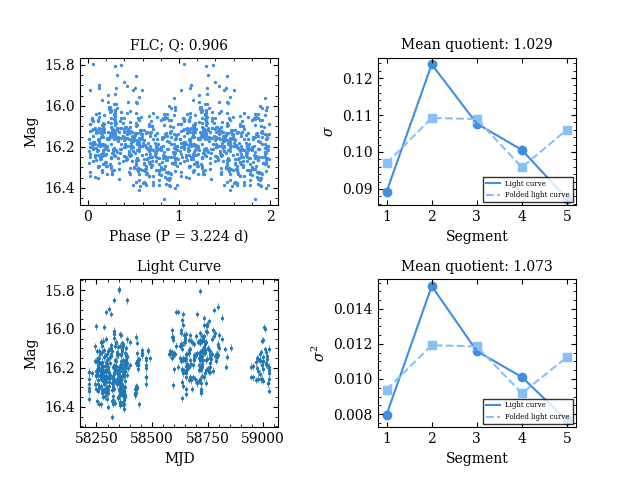 FLC; Q: 0.906
Mag
15.8
16.0
16.2
16.4
0
1
2
Phase (P = 3.224 d)
Mean quotient: 1.029
σ
0.12
0.11
0.10
0.09
1
2
3
4
5
Segment
Light curve
Folded light curve
Light Curve
Mag
15.8
16.0
16.2
16.4
58250
58500
58750
59000
MJD
Mean quotient: 1.073
σ²
0.014
0.012
0.010
0.008
1
2
3
4
5
Segment
Light curve
Folded light curve